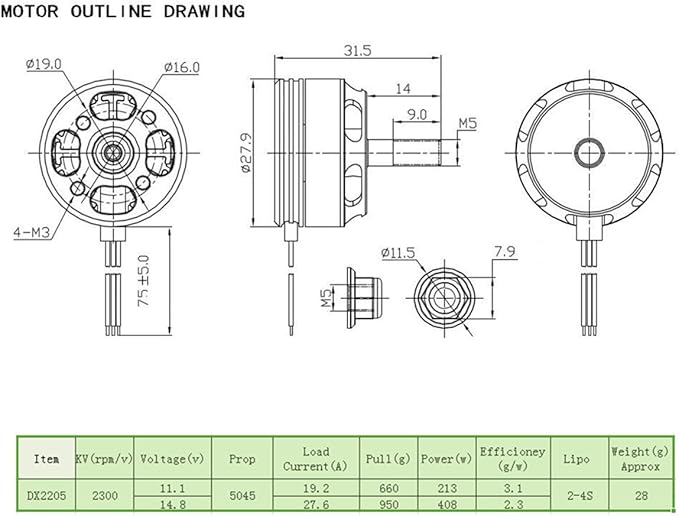 MOTOR OUTLINE DRAWING
31.5
Ø19.0
Ø16.0
14
9.0
M5
Ø27.9
4-M3
75±5.0
Ø11.5
7.9
M5
Item KV(rpm/v) Voltage(v) Prop Load Current(A) Pull(g) Power(w) Efficioney (g/w) Lipo Weight(g) Approx
DX2205 2300 11.1 5045 19.2 660 213 3.1 2-4S 28
14.8 27.6 950 408 2.3